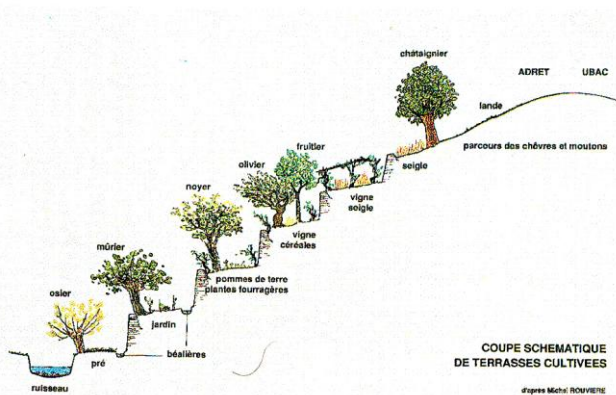 châtaignier
ADRET UBAC
lande
fruitier
parcours des chêvres et moutons
olivier
seigle
noyer
vigne
seigle
vigne
céréales
mûrier
pommes de terre
plantes fourragères
osier
jardin
béalières
pré
ruisseau
COUPE SCHEMATIQUE
DE TERRASSES CULTIVEES
d'après Michel ROUVIERE